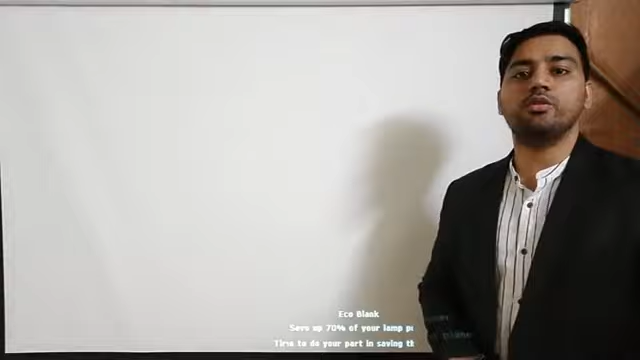 Eco Blank
Save up 70% of your lamp
Time to do your part in saving